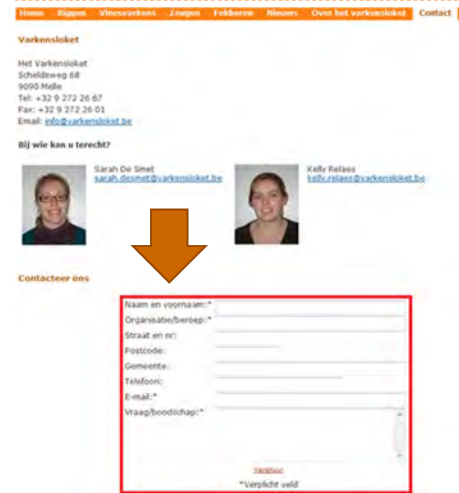 Home Biggen Vleesvarkens Zeugen Fokberen Nieuws Over het varkensloket Contact
Varkensloket
Het Varkensloket
Scheldeweg 68
9090 Melle
Tel: +32 9 272 26 67
Fax: +32 9 272 26 01
Email: info@varkensloket.be
Bij wie kan u terecht?
Sarah De Smet
sarah.desmet@varkensloket.be
Kelly Relaes
kelly.relaes@varkensloket.be
Contacteer ons
Naam en voornaam:*
Organisatie/beroep:*
Straat en nr:
Postcode:
Gemeente:
Telefoon:
E-mail:*
Vraag/boodschap:*
*Verplicht veld